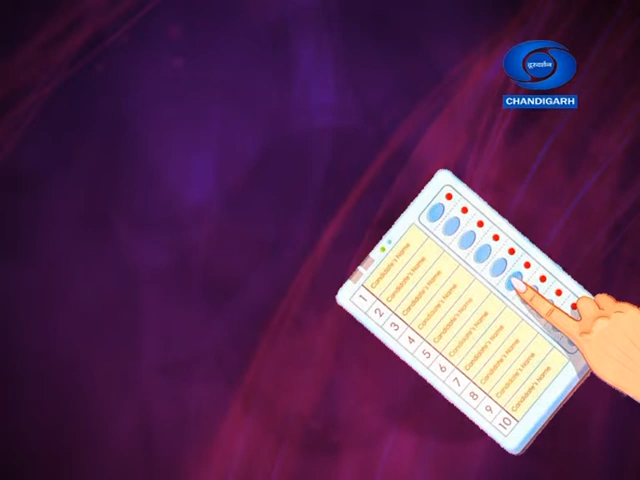 दूरदर्शन
CHANDIGARH
1 Candidate's Name
2 Candidate's Name
3 Candidate's Name
4 Candidate's Name
5 Candidate's Name
6 Candidate's Name
7 Candidate's Name
8 Candidate's Name
9 Candidate's Name
10 Candidate's Name